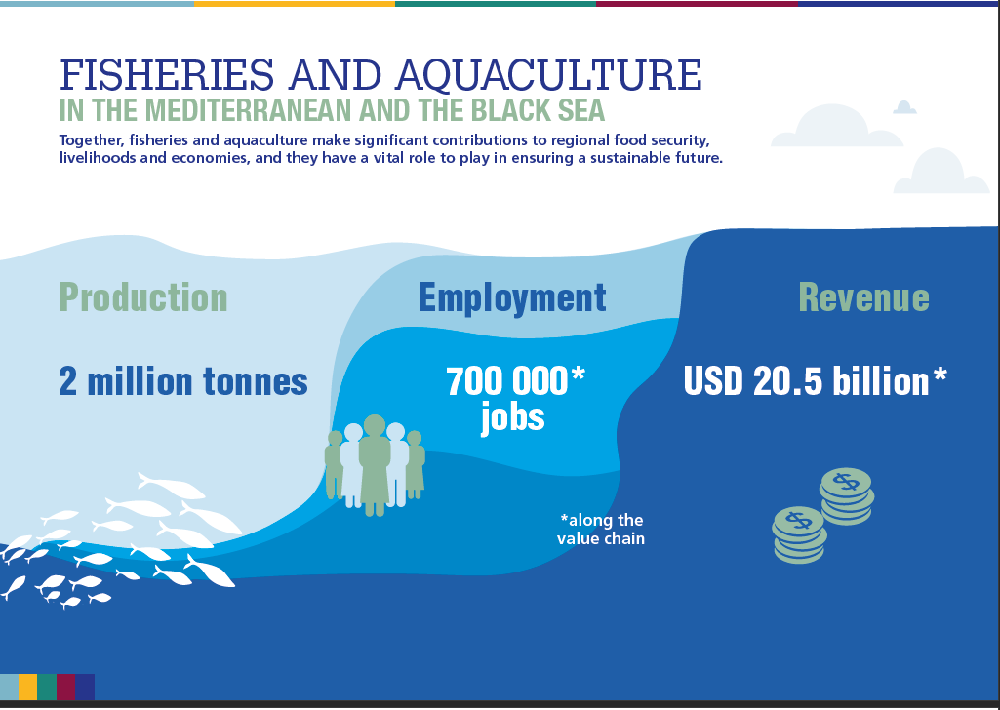 FISHERIES AND AQUACULTURE
IN THE MEDITERRANEAN AND THE BLACK SEA
Together, fisheries and aquaculture make significant contributions to regional food security,
livelihoods and economies, and they have a vital role to play in ensuring a sustainable future.
Production
2 million tonnes
Employment
700 000*
jobs
*along the
value chain
Revenue
USD 20.5 billion*
$
$